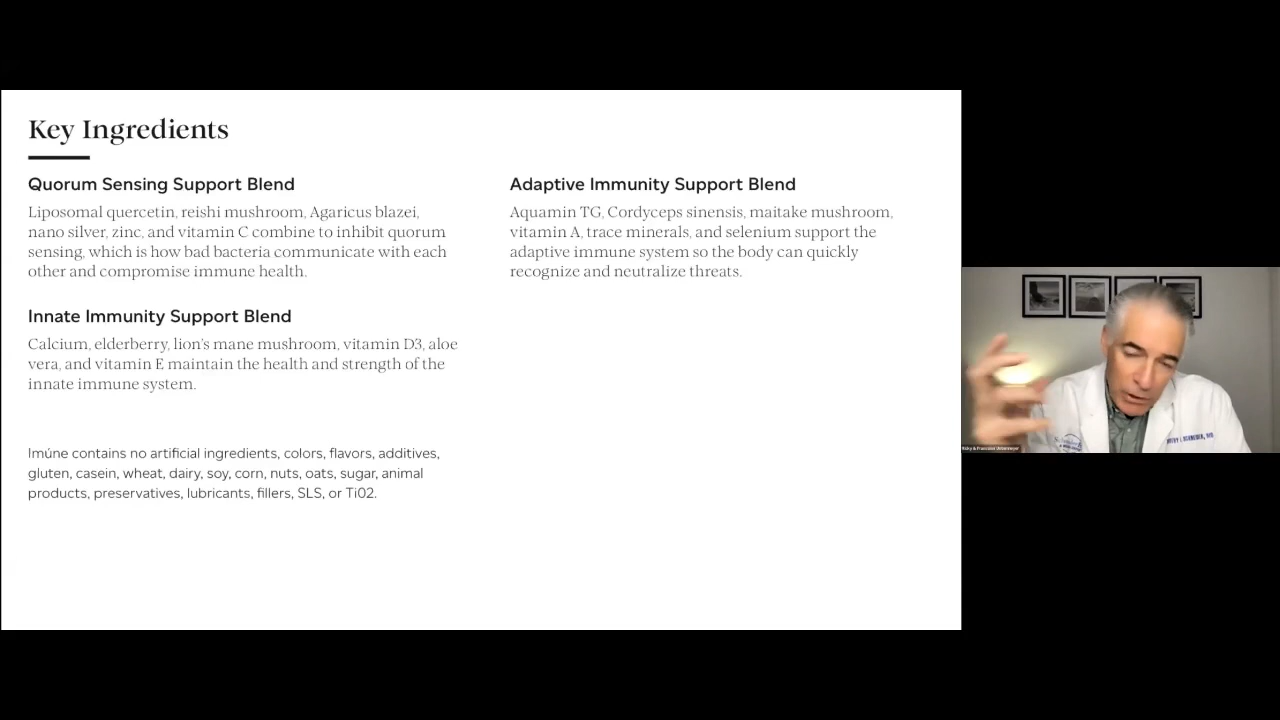 Key Ingredients
Quorum Sensing Support Blend
Liposomal quercetin, reishi mushroom, Agaricus blazei,
nano silver, zinc, and vitamin C combine to inhibit quorum
sensing, which is how bad bacteria communicate with each
other and compromise immune health.
Innate Immunity Support Blend
Calcium, elderberry, lion's mane mushroom, vitamin D3, aloe
vera, and vitamin E maintain the health and strength of the
innate immune system.
Imúne contains no artificial ingredients, colors, flavors, additives,
gluten, casein, wheat, dairy, soy, corn, nuts, oats, sugar, animal
products, preservatives, lubricants, fillers, SLS, or Ti02.
Adaptive Immunity Support Blend
Aquamin TG, Cordyceps sinensis, maitake mushroom,
vitamin A, trace minerals, and selenium support the
adaptive immune system so the body can quickly
recognize and neutralize threats.